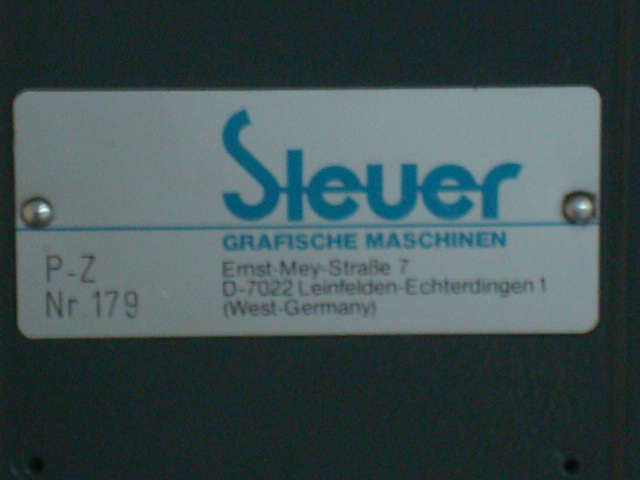 Steuer
GRAFISCHE MASCHINEN
Ernst-Mey-Straße 7
D-7022 Leinfelden-Echterdingen 1
(West-Germany)
P-Z
Nr. 179